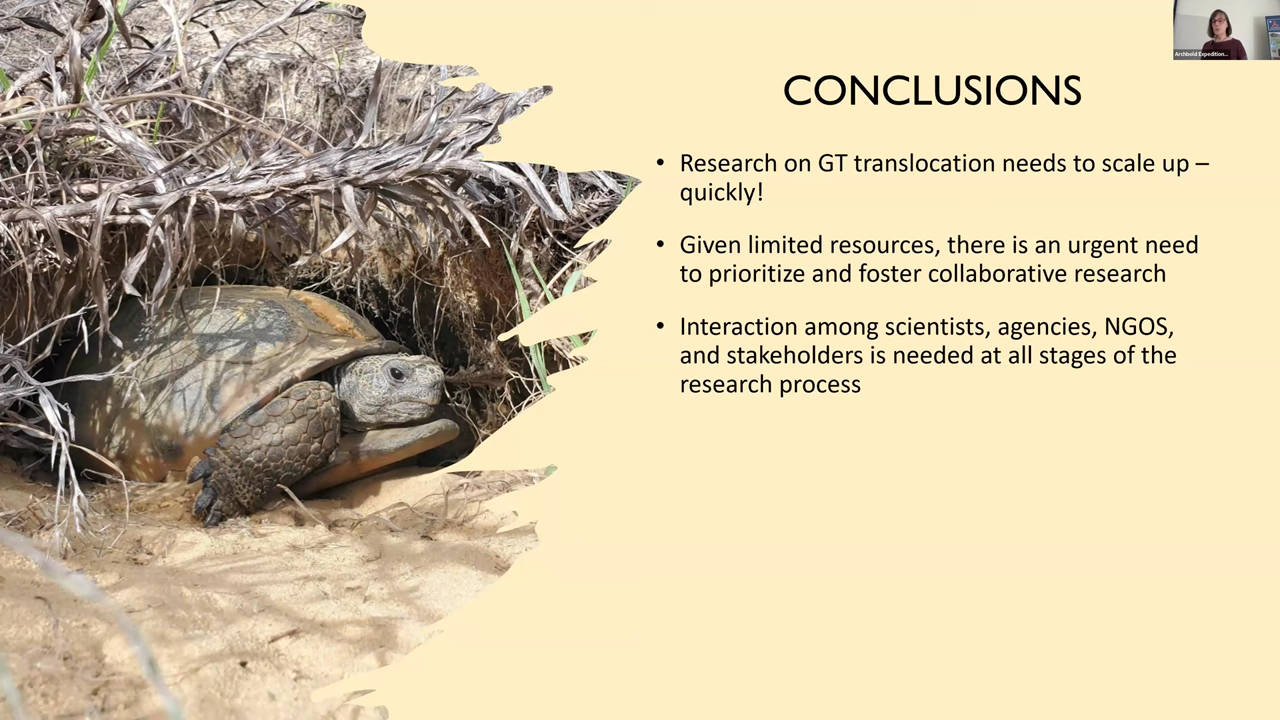 Archbold Expedition...
CONCLUSIONS
• Research on GT translocation needs to scale up –
quickly!
• Given limited resources, there is an urgent need
to prioritize and foster collaborative research
• Interaction among scientists, agencies, NGOS,
and stakeholders is needed at all stages of the
research process